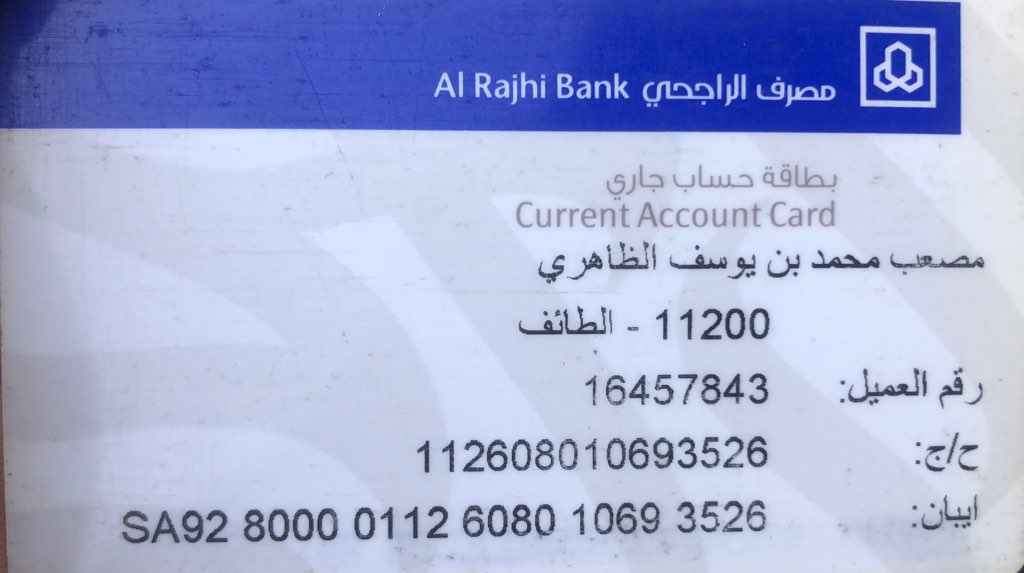 Al Rajhi Bank مصرف الراجحي
بطاقة حساب جاري
Current Account Card
مصعب محمد بن يوسف الظاهري
11200 - الطائف
رقم العميل: 16457843
ح/ج: 112608010693526
ايبان: SA92 8000 0112 6080 1069 3526